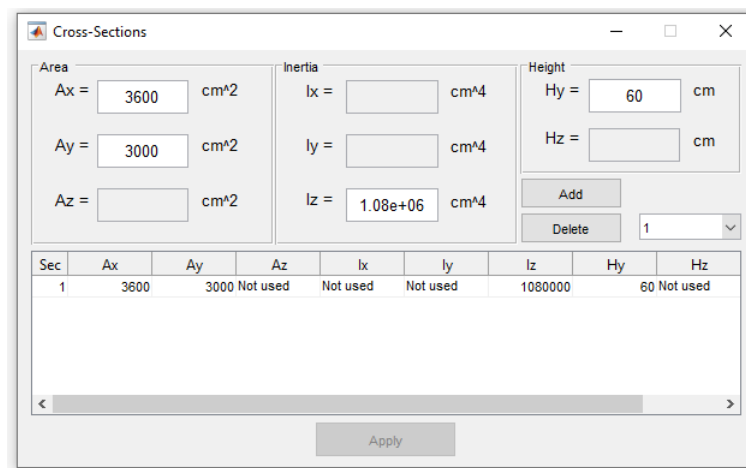 Cross-Sections
Area
Ax = 3600 cm^2
Ay = 3000 cm^2
Az = cm^2
Inertia
Ix = cm^4
Iy = cm^4
Iz = 1.08e+06 cm^4
Height
Hy = 60 cm
Hz = cm
Add
Delete 1
Sec Ax Ay Az Ix Iy Iz Hy Hz
1 3600 3000 Not used Not used Not used 1080000 60 Not used
Apply